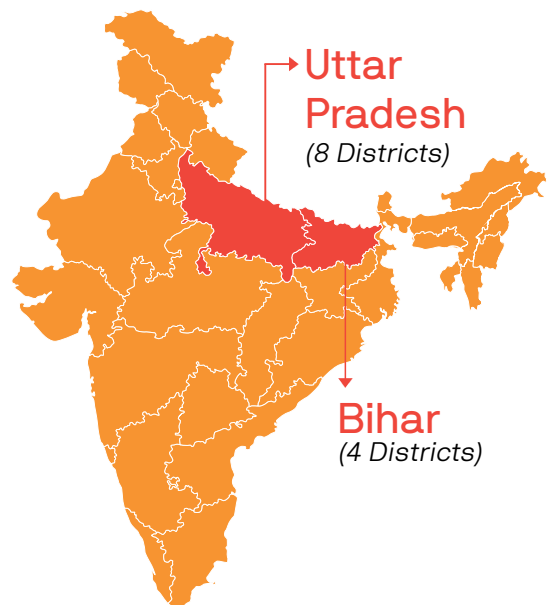 Uttar
Pradesh
(8 Districts)
Bihar
(4 Districts)